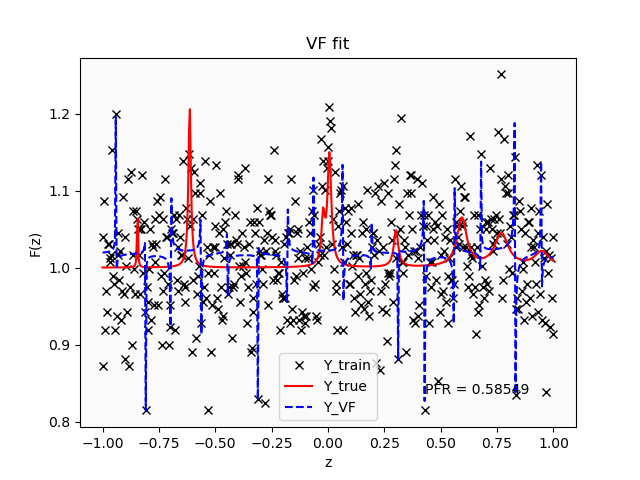 VF fit
F(z)
1.2
1.1
1.0
0.9
0.8
Y_train
Y_true
Y_VF
PFR = 0.58549
−1.00 −0.75 −0.50 −0.25 0.00 0.25 0.50 0.75 1.00
z